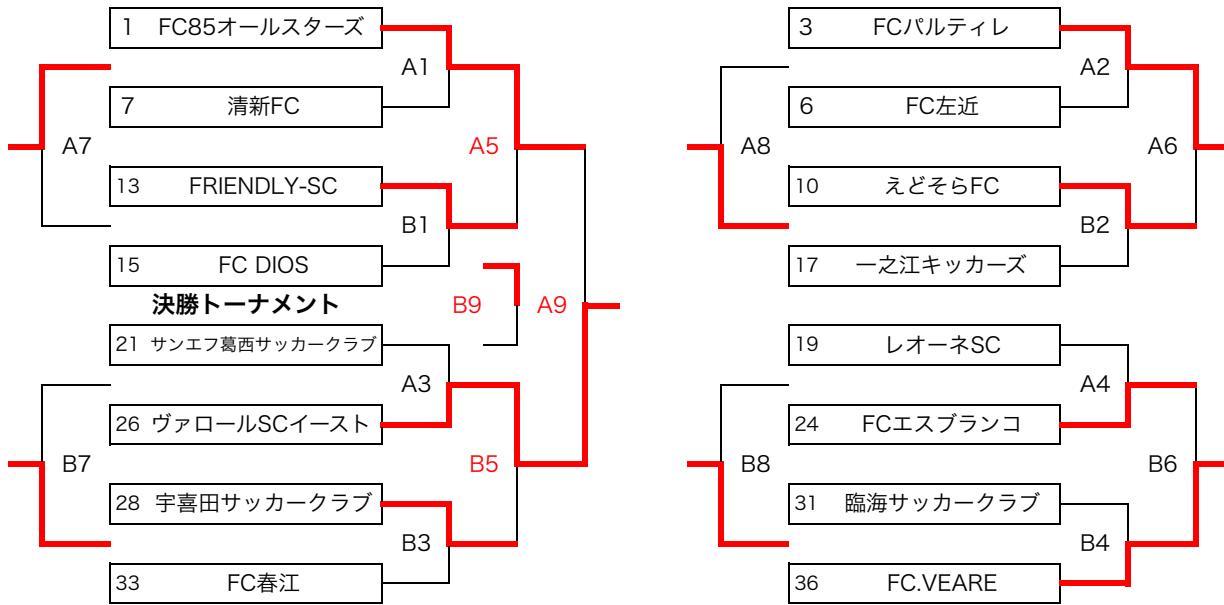 1 FC85オールスターズ
A1
7 清新FC
A7
A5
13 FRIENDLY-SC
B1
15 FC DIOS
決勝トーナメント
B9
A9
21 サンエフ葛西サッカークラブ
A3
26 ヴァロールSCイースト
B7
B5
28 宇喜田サッカークラブ
B3
33 FC春江
3 FCパルティレ
A2
6 FC左近
A8
A6
10 えどそらFC
B2
17 一之江キッカーズ
19 レオーネSC
A4
24 FCエスブランコ
B8
B6
31 臨海サッカークラブ
B4
36 FC.VEARE